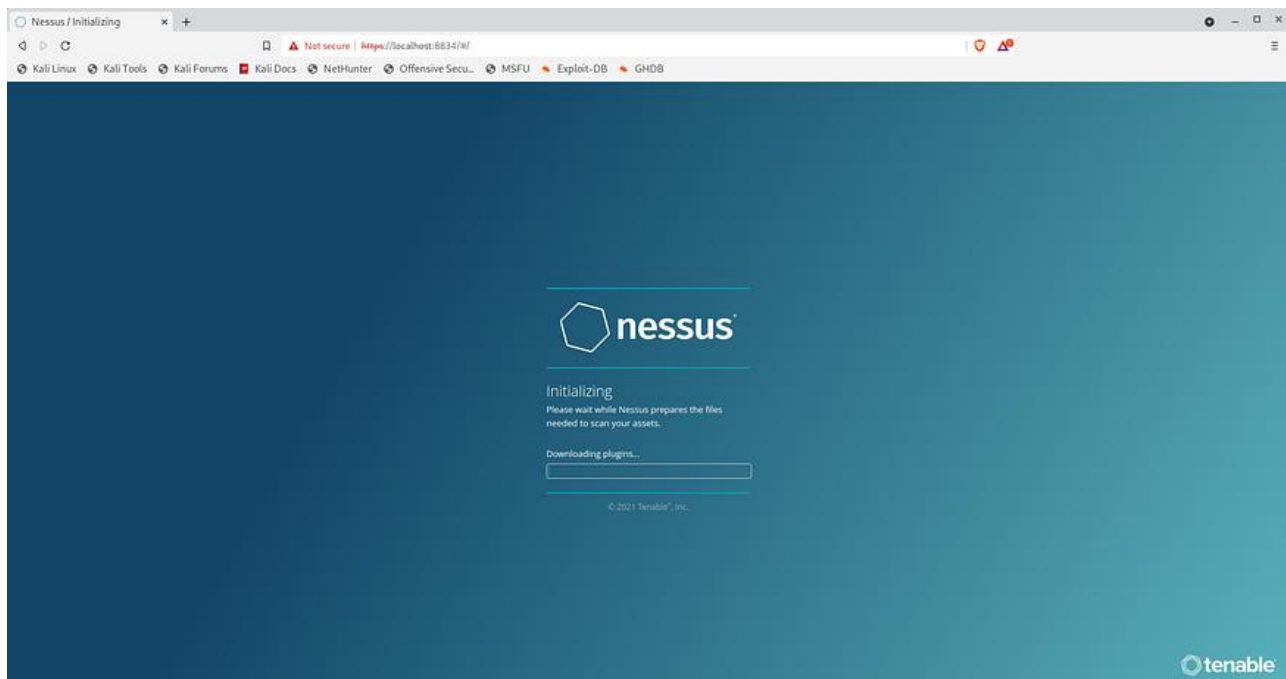 Nessus / Initializing
Not secure | https://localhost:8834/#/
Kali Linux Kali Tools Kali Forums Kali Docs NetHunter Offensive Secu... MSFU Exploit-DB GHDB
nessus
Initializing
Please wait while Nessus prepares the files
needed to scan your assets.
Downloading plugins...
© 2021 Tenable®, Inc.
tenable